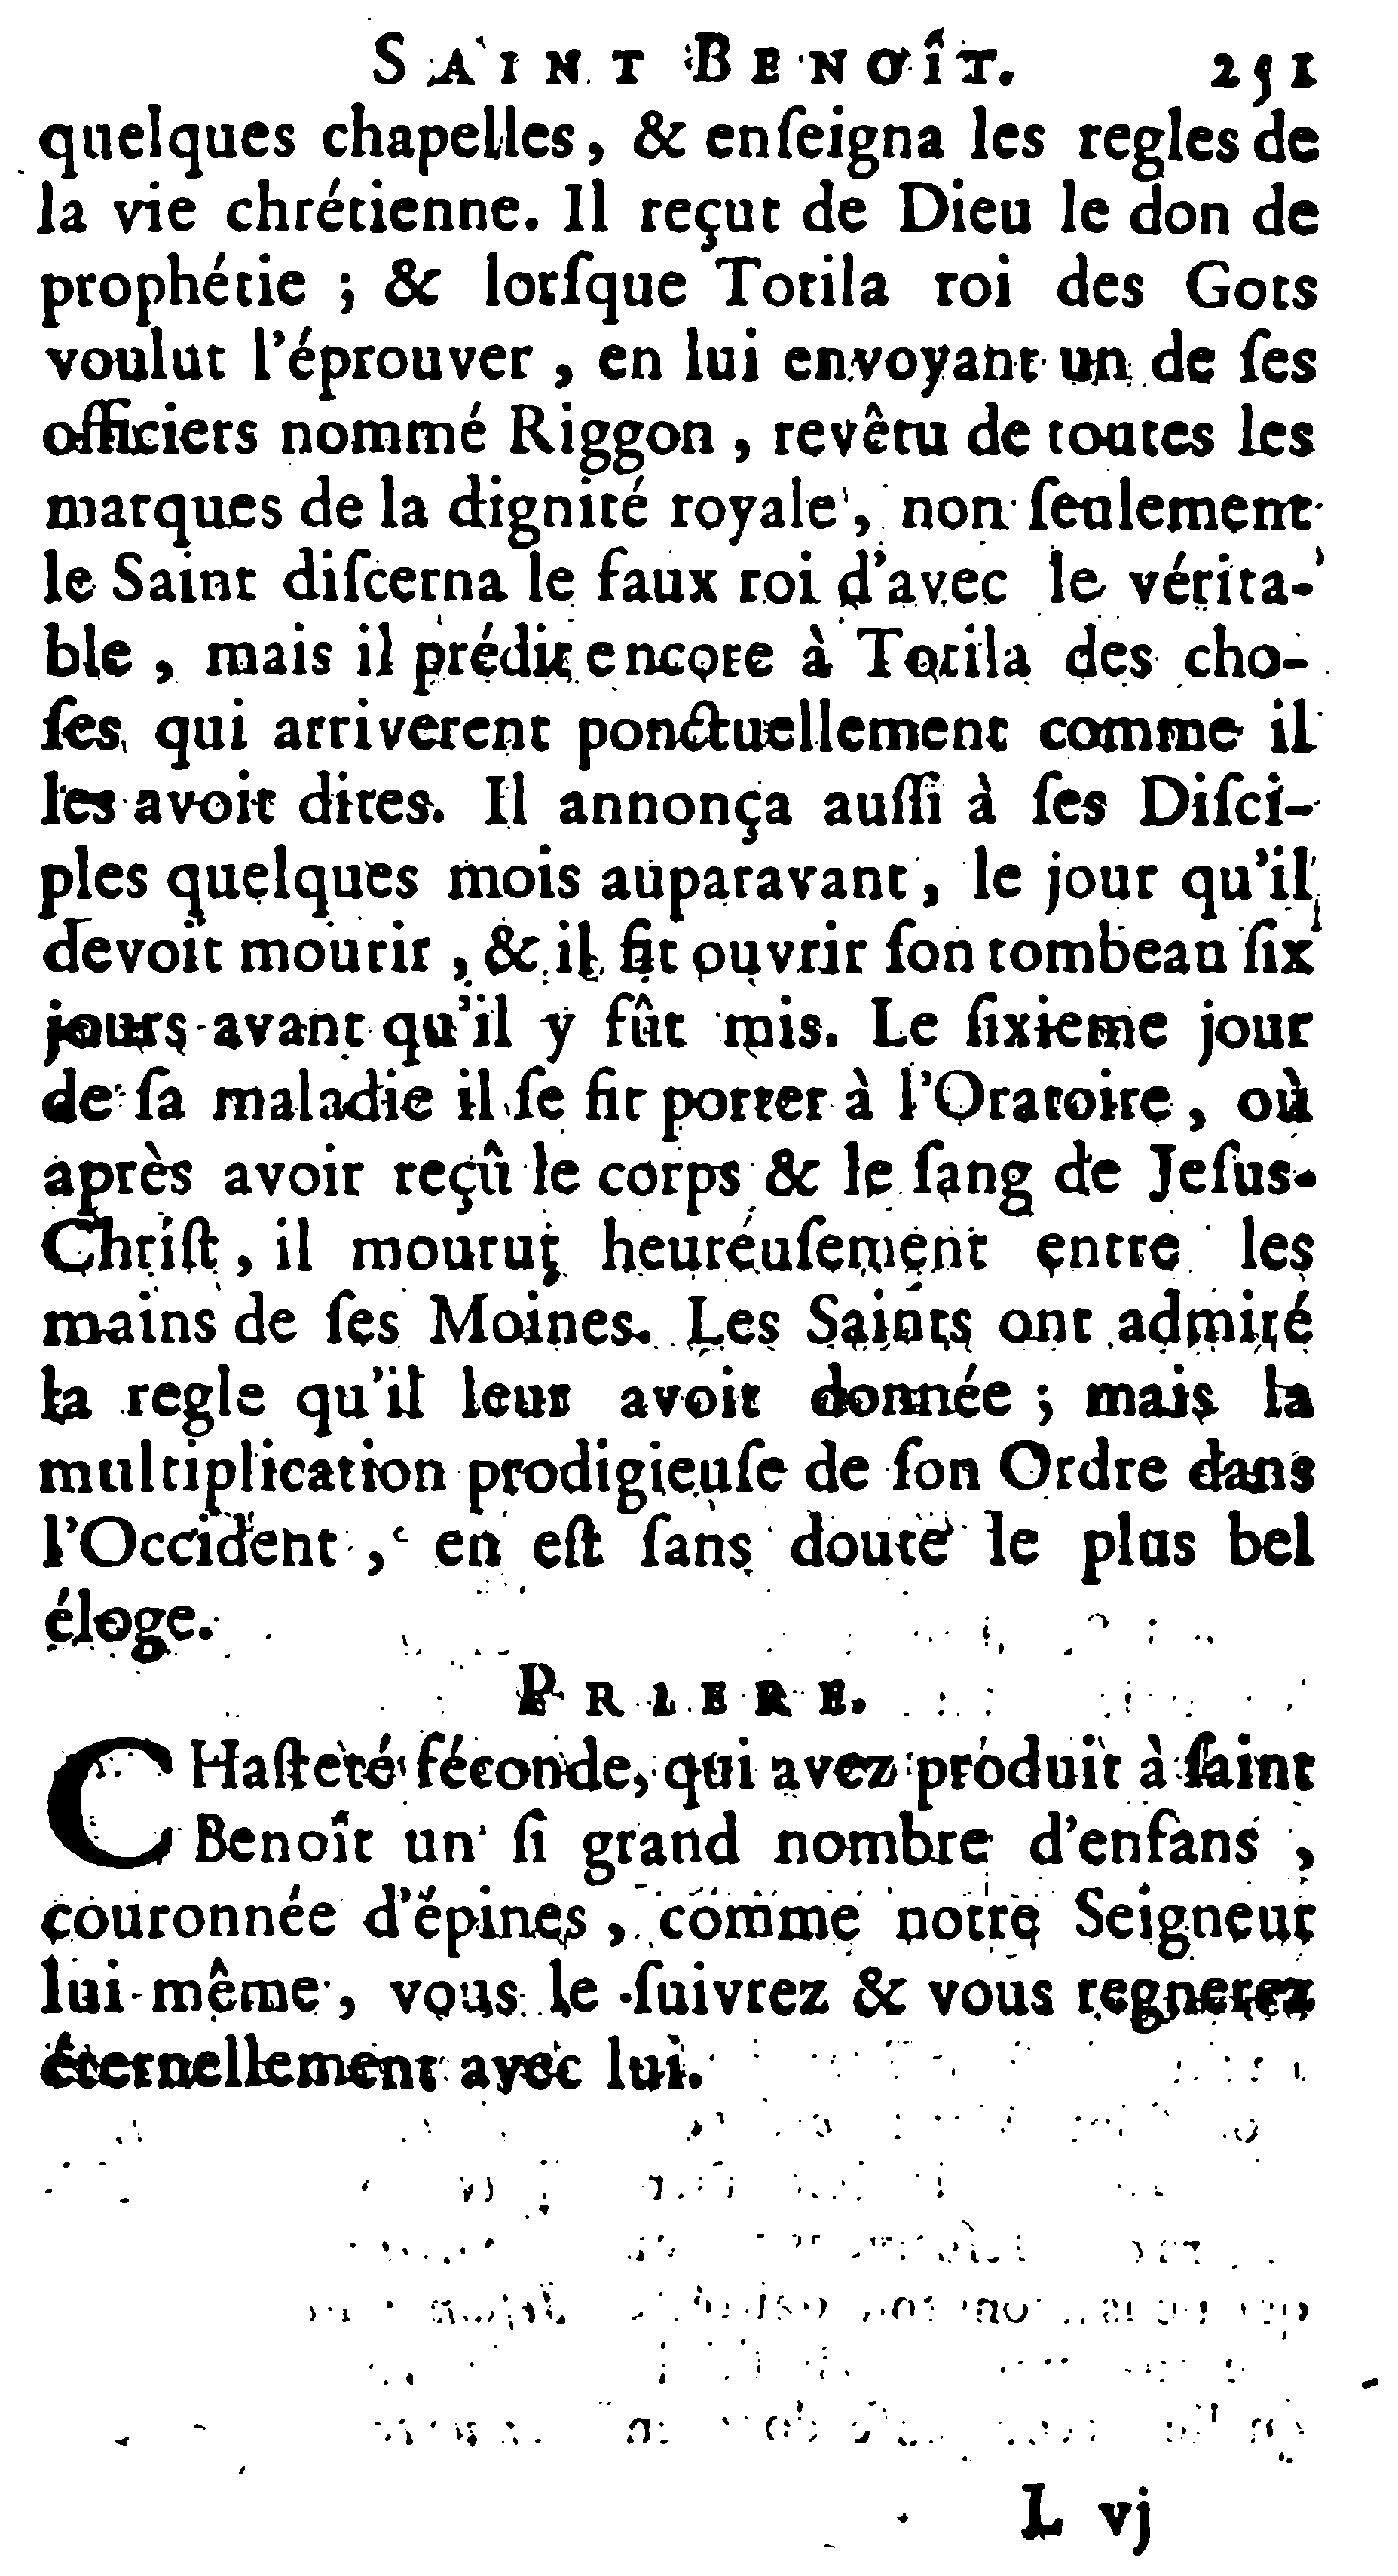 SAINT BENOÎT. 251
quelques chapelles, & enſeigna les regles de
la vie chrétienne. Il reçut de Dieu le don de
prophétie ; & lorſque Totila roi des Gots
voulut l'éprouver , en lui envoyant un de ſes
officiers nommé Riggon , revêtu de toutes les
marques de la dignité royale , non ſeulement
le Saint diſcerna le faux roi d'avec le vérita-
ble , mais il prédit encore à Totila des cho-
ſes qui arriverent ponctuellement comme il
les avoit dites. Il annonça auſſi à ſes Diſci-
ples quelques mois auparavant , le jour qu'il
devoit mourir , & il fit ouvrir ſon tombeau ſix
jours avant qu'il y fût mis. Le ſixieme jour
de ſa maladie il ſe fit porter à l'Oratoire , où
après avoir reçû le corps & le ſang de Jeſus-
Chriſt , il mourut heureuſement entre les
mains de ſes Moines. Les Saints ont admiré
la regle qu'il leur avoit donnée ; mais la
multiplication prodigieuſe de ſon Ordre dans
l'Occident , en eſt ſans doute le plus bel
éloge.
PRIERE.
CHaſteté féconde, qui avez produit à ſaint
Benoît un ſi grand nombre d'enfans ,
couronnée d'épines , comme notre Seigneur
lui-même , vous le ſuivrez & vous regnerez
éternellement avec lui.
L vj